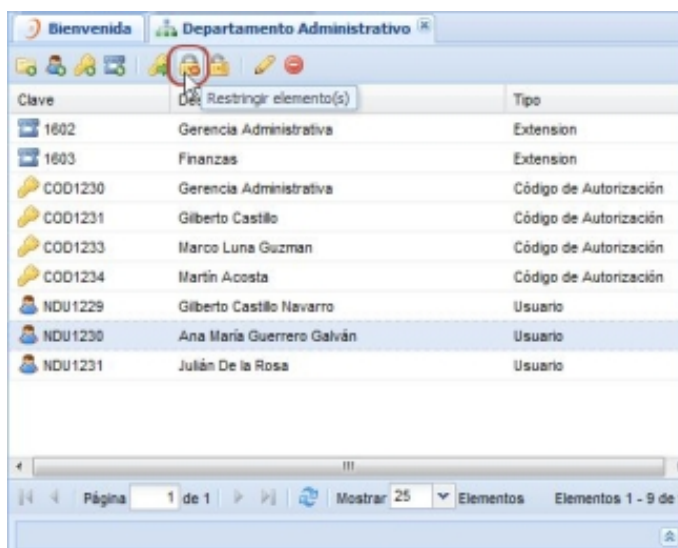 Bienvenida Departamento Administrativo
Restringir elemento(s)
Clave Des Tipo
1602 Gerencia Administrativa Extension
1603 Finanzas Extension
COD1230 Gerencia Administrativa Código de Autorización
COD1231 Gilberto Castillo Código de Autorización
COD1233 Marco Luna Guzman Código de Autorización
COD1234 Martín Acosta Código de Autorización
NDU1229 Gilberto Castillo Navarro Usuario
NDU1230 Ana María Guerrero Galván Usuario
NDU1231 Julián De la Rosa Usuario
Página 1 de 1 Mostrar 25 Elementos Elementos 1 - 9 de